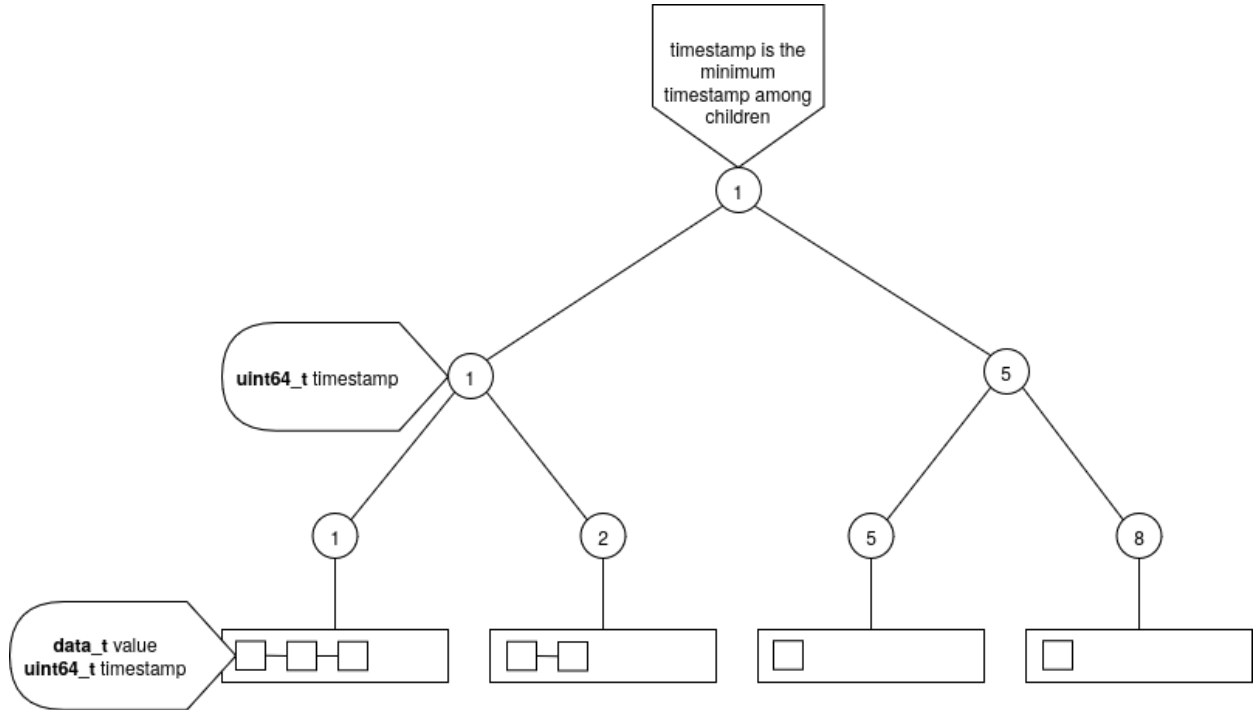 timestamp is the
minimum
timestamp among
children
1
uint64_t timestamp
1
5
1
2
5
8
data_t value
uint64_t timestamp